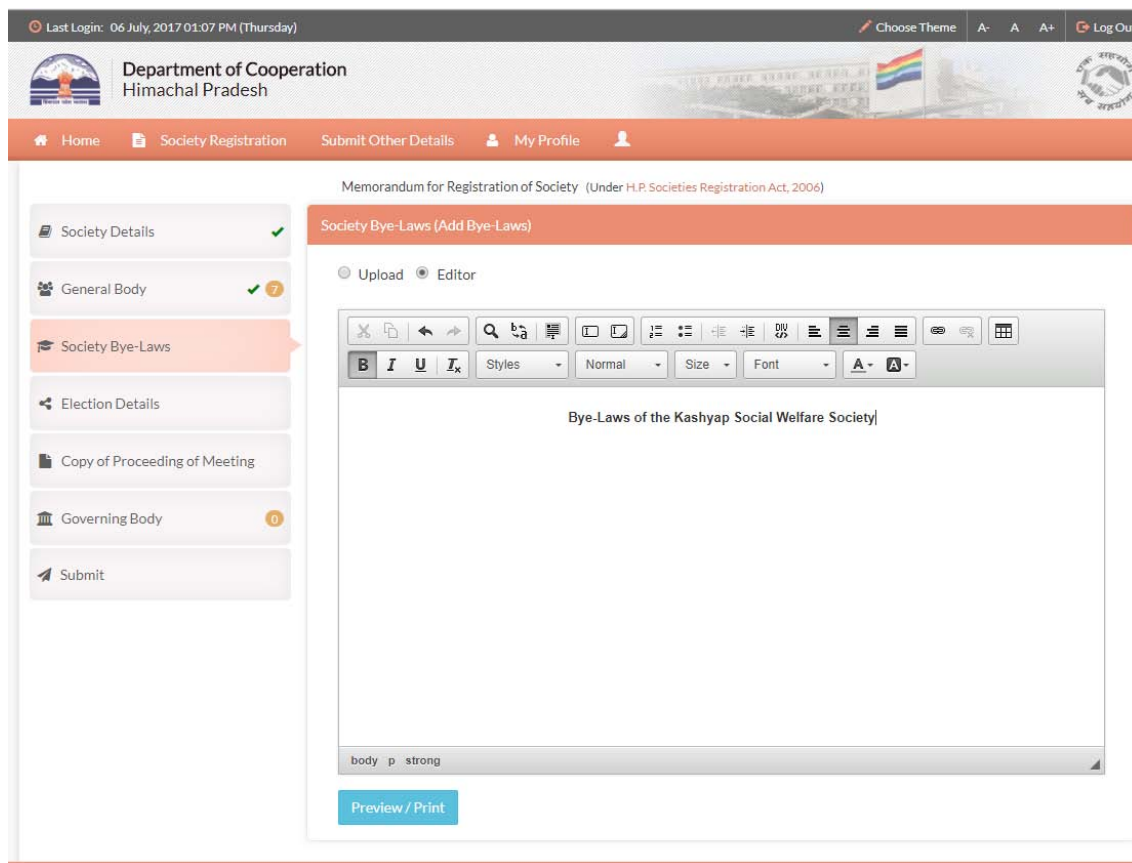 Last Login: 06 July, 2017 01:07 PM (Thursday)
Choose Theme A- A A+ Log Ou
Department of Cooperation
Himachal Pradesh
Home Society Registration Submit Other Details My Profile
Memorandum for Registration of Society (Under H.P. Societies Registration Act, 2006)
Society Details
General Body 7
Society Bye-Laws
Election Details
Copy of Proceeding of Meeting
Governing Body 0
Submit
Society Bye-Laws (Add Bye-Laws)
Upload Editor
B I U Tx Styles Normal Size Font A A
Bye-Laws of the Kashyap Social Welfare Society
body p strong
Preview / Print